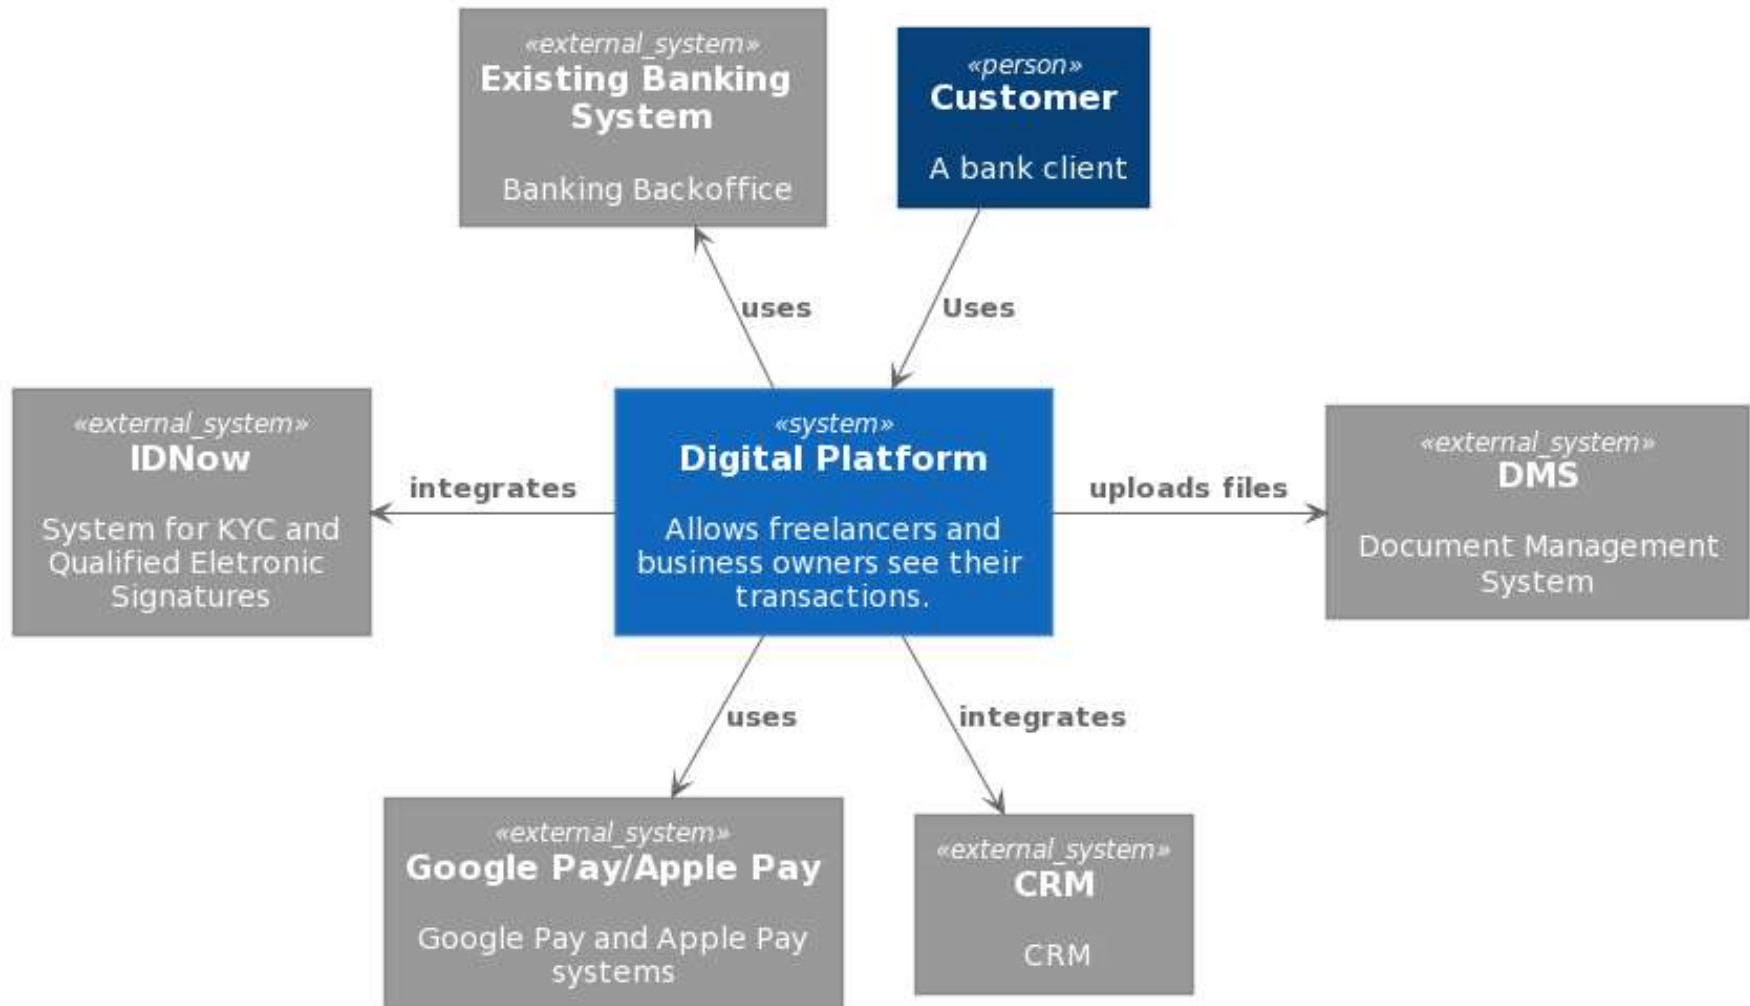 «external_system»
Existing Banking
System
Banking Backoffice
«person»
Customer
A bank client
uses
Uses
«external_system»
IDNow
System for KYC and
Qualified Eletronic
Signatures
integrates
«system»
Digital Platform
Allows freelancers and
business owners see their
transactions.
uploads files
«external_system»
DMS
Document Management
System
uses
integrates
«external_system»
Google Pay/Apple Pay
Google Pay and Apple Pay
systems
«external_system»
CRM
CRM